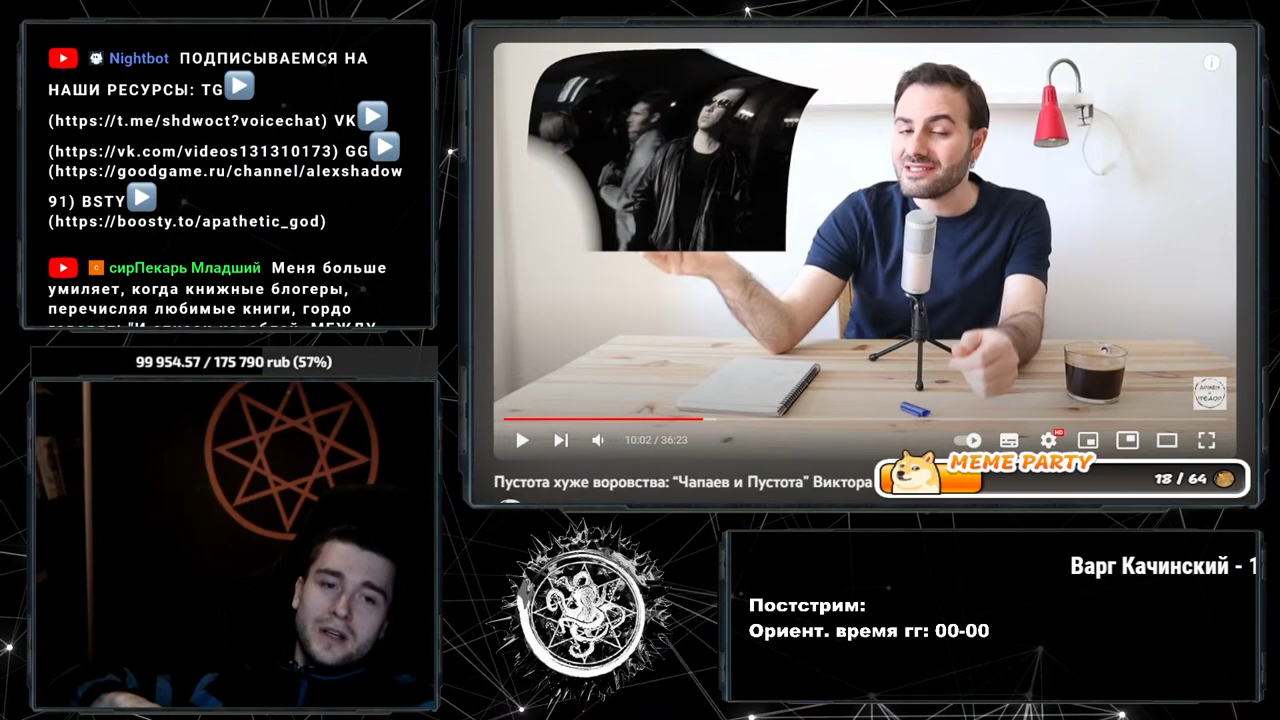 Nightbot ПОДПИСЫВАЕМСЯ НА
НАШИ РЕСУРСЫ: TG
(https://t.me/shdwoct?voicechat) VK
(https://vk.com/videos131310173) GG
(https://goodgame.ru/channel/alexshadow
91) BSTY
(https://boosty.to/apathetic_god)
сирПекарь Младший Меня больше
умиляет, когда книжные блогеры,
перечисляя любимые книги, гордо
99 954.57 / 175 790 rub (57%)
АРМЕН
И
ФЕДОР
10:02 / 36:23
HD
Пустота хуже воровства: “Чапаев и Пустота” Виктора
MEME PARTY
18 / 64
Варг Качинский - 1
Постстрим:
Ориент. время гг: 00-00